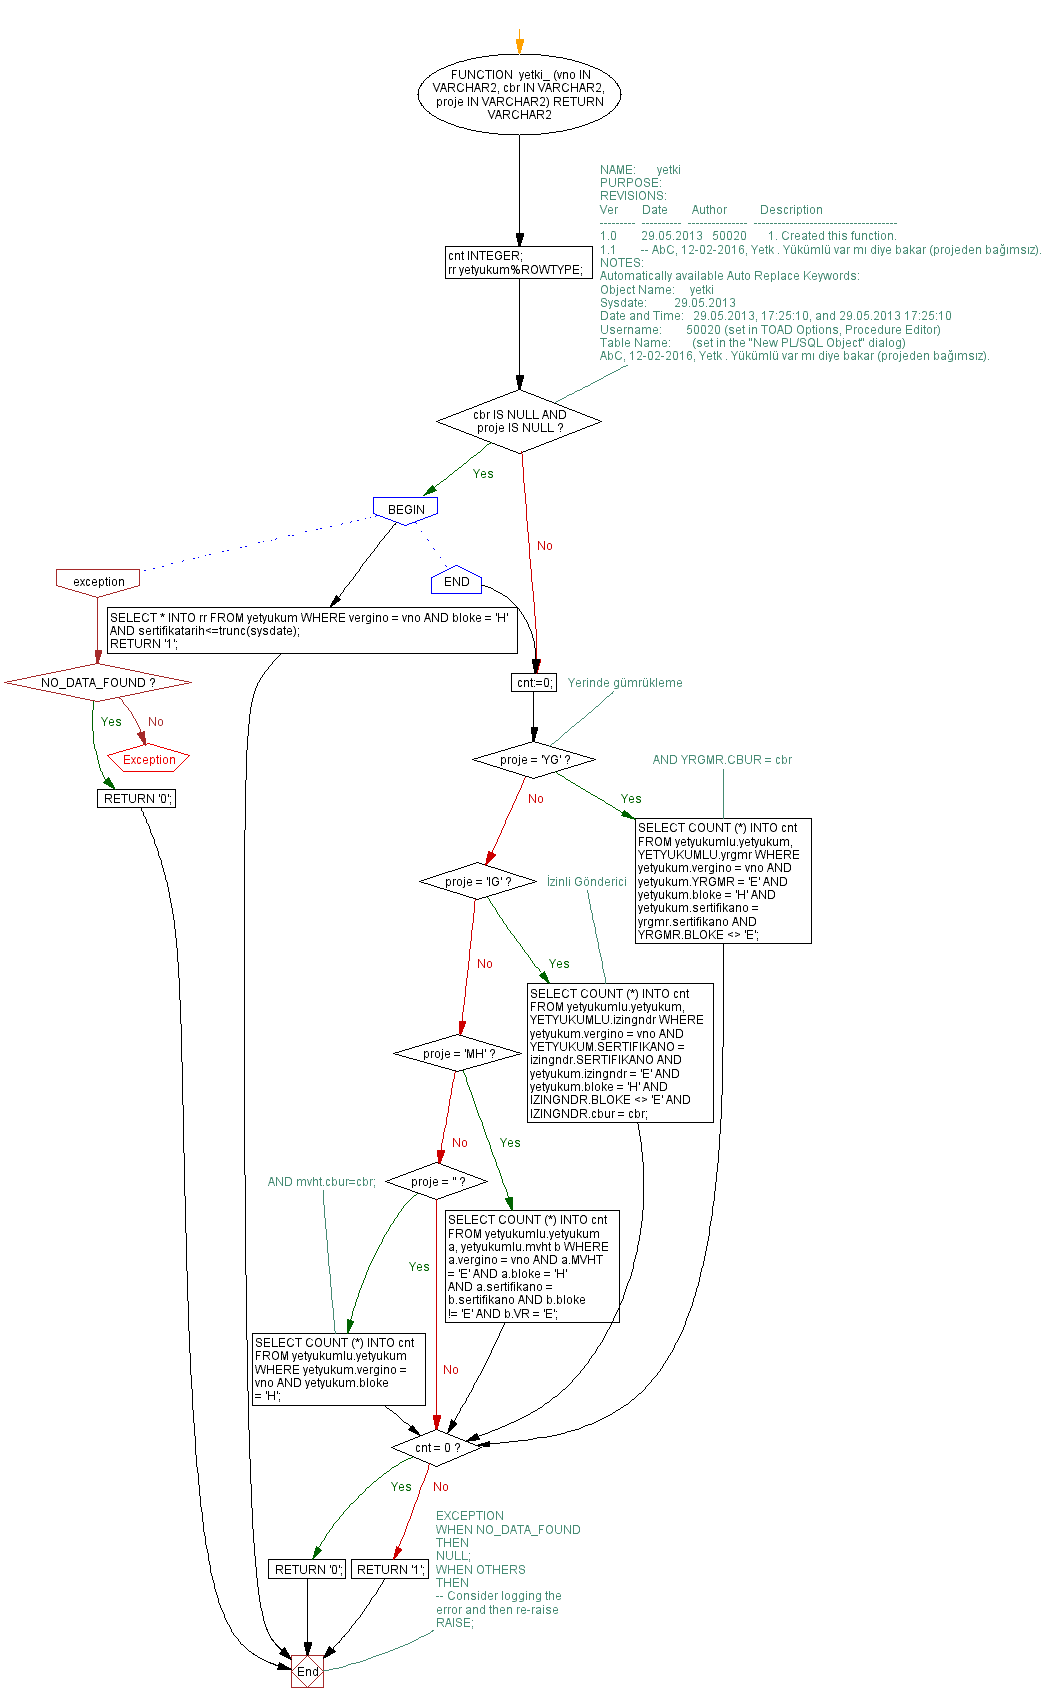 FUNCTION yetki_ (vno IN
VARCHAR2, cbr IN VARCHAR2,
proje IN VARCHAR2) RETURN
VARCHAR2
NAME: yetki
PURPOSE:
REVISIONS:
Ver Date Author Description
--------- ---------- --------------- ------------------------------------
1.0 29.05.2013 50020 1. Created this function.
1.1 -- AbC, 12-02-2016, Yetk . Yükümlü var mı diye bakar (projeden bağımsız).
NOTES:
Automatically available Auto Replace Keywords:
Object Name: yetki
Sysdate: 29.05.2013
Date and Time: 29.05.2013, 17:25:10, and 29.05.2013 17:25:10
Username: 50020 (set in TOAD Options, Procedure Editor)
Table Name: (set in the "New PL/SQL Object" dialog)
AbC, 12-02-2016, Yetk . Yükümlü var mı diye bakar (projeden bağımsız).
cnt INTEGER;
rr yetyukum%ROWTYPE;
cbr IS NULL AND
proje IS NULL ?
Yes
No
BEGIN
END
exception
SELECT * INTO rr FROM yetyukum WHERE vergino = vno AND bloke = 'H'
AND sertifikatarih<=trunc(sysdate);
RETURN '1';
NO_DATA_FOUND ?
Yes
No
Exception
RETURN '0';
cnt:=0;
Yerinde gümrükleme
proje = 'YG' ?
No
Yes
AND YRGMR.CBUR = cbr
SELECT COUNT (*) INTO cnt
FROM yetyukumlu.yetyukum,
YETYUKUMLU.yrgmr WHERE
yetyukum.vergino = vno AND
yetyukum.YRGMR = 'E' AND
yetyukum.bloke = 'H' AND
yetyukum.sertifikano =
yrgmr.sertifikano AND
YRGMR.BLOKE <> 'E';
proje = 'IG' ?
İzinli Gönderici
No
Yes
SELECT COUNT (*) INTO cnt
FROM yetyukumlu.yetyukum,
YETYUKUMLU.izingndr WHERE
yetyukum.vergino = vno AND
YETYUKUM.SERTIFIKANO =
izingndr.SERTIFIKANO AND
yetyukum.izingndr = 'E' AND
yetyukum.bloke = 'H' AND
IZINGNDR.BLOKE <> 'E' AND
IZINGNDR.cbur = cbr;
proje = 'MH' ?
No
Yes
AND mvht.cbur=cbr;
proje = '' ?
SELECT COUNT (*) INTO cnt
FROM yetyukumlu.yetyukum
a, yetyukumlu.mvht b WHERE
a.vergino = vno AND a.MVHT
= 'E' AND a.bloke = 'H'
AND a.sertifikano =
b.sertifikano AND b.bloke
!= 'E' AND b.VR = 'E';
Yes
No
SELECT COUNT (*) INTO cnt
FROM yetyukumlu.yetyukum
WHERE yetyukum.vergino =
vno AND yetyukum.bloke
= 'H';
cnt = 0 ?
Yes
No
RETURN '0';
RETURN '1';
EXCEPTION
WHEN NO_DATA_FOUND
THEN
NULL;
WHEN OTHERS
THEN
-- Consider logging the
error and then re-raise
RAISE;
End